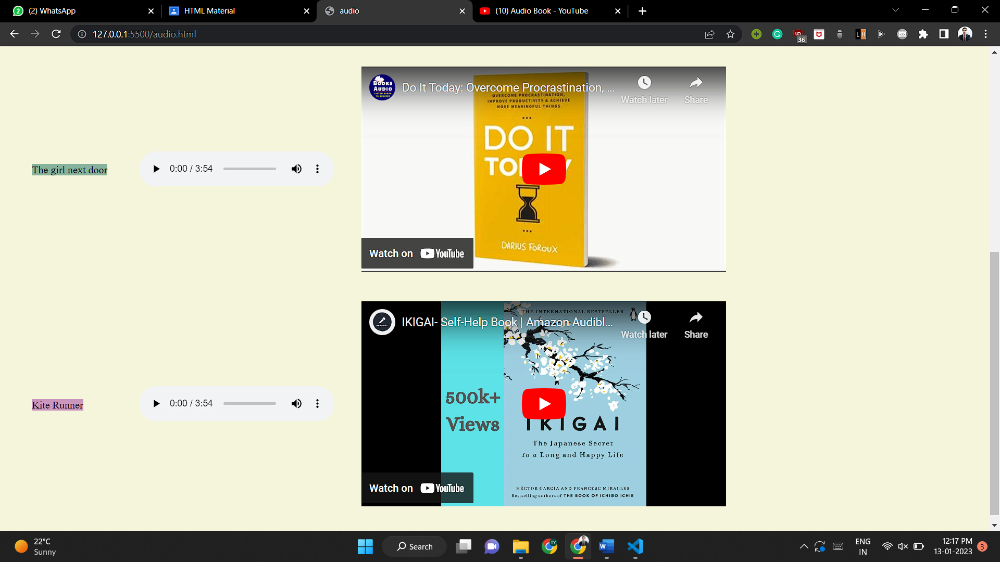 (2) WhatsApp
HTML Material
audio
(10) Audio Book - YouTube
127.0.0.1:5500/audio.html
36
LH
BOOKS
AUDIO
Do It Today: Overcome Procrastination, ...
Watch later
Share
OVERCOME PROCRASTINATION,
IMPROVE PRODUCTIVITY & ACHIEVE
MORE MEANINGFUL THINGS
DO IT
DARIUS FOROUX
Watch on YouTube
The girl next door
0:00 / 3:54
THE INTERNATIONAL BESTSELLER
IKIGAI- Self-Help Book | Amazon Audibl...
Watch later
Share
500k+
Views
IKIGAI
The Japanese Secret
to a Long and Happy Life
HÉCTOR GARCÍA AND FRANCESC MIRALLES
Bestselling authors of THE BOOK OF ICHIGO ICHIE
Watch on YouTube
Kite Runner
0:00 / 3:54
22°C
Sunny
Search
TY
ENG
IN
12:17 PM
13-01-2023
3